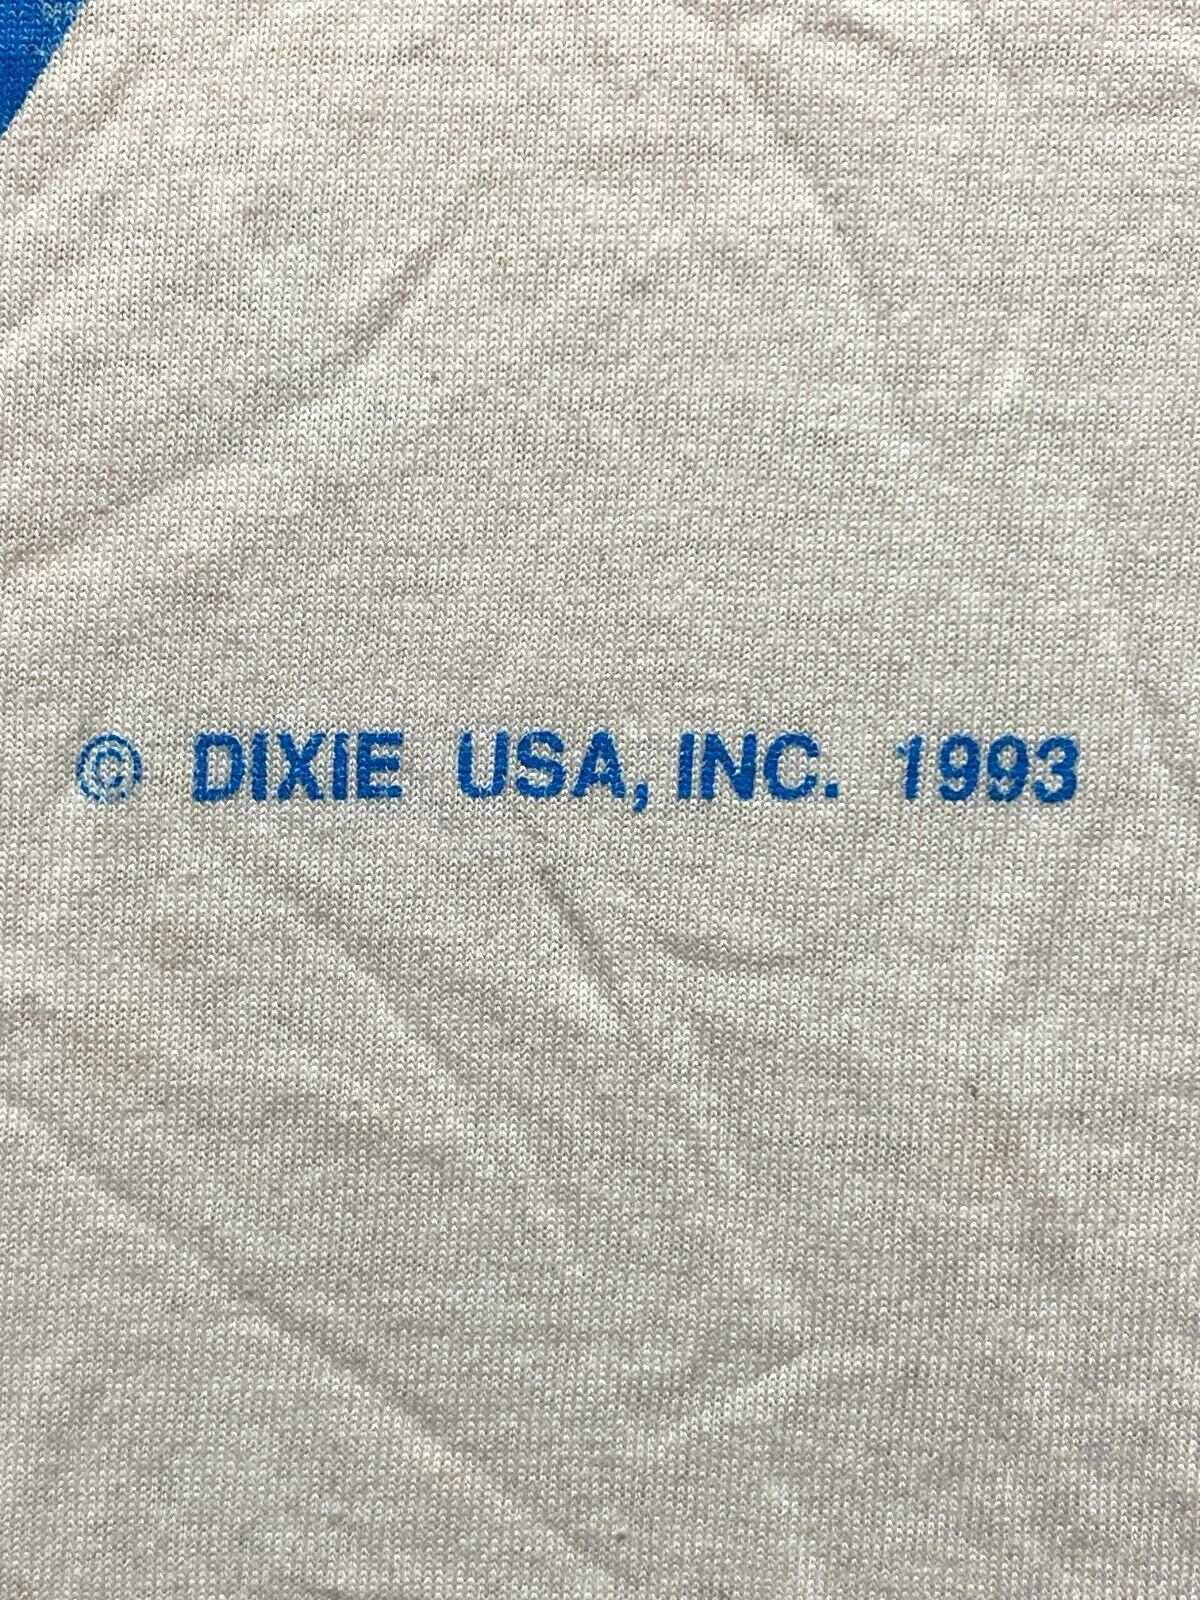 © DIXIE USA, INC. 1993